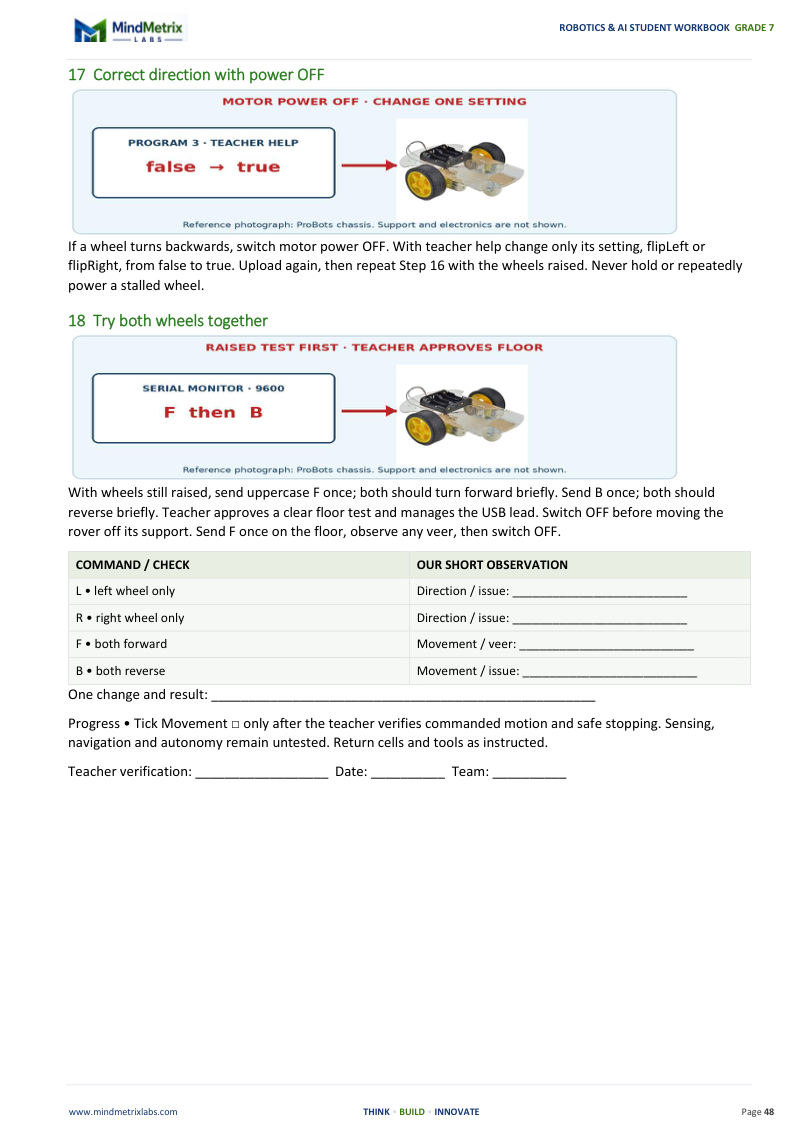 MindMetrix
LABS
ROBOTICS & AI STUDENT WORKBOOK GRADE 7
17 Correct direction with power OFF
MOTOR POWER OFF · CHANGE ONE SETTING
PROGRAM 3 · TEACHER HELP
false → true
Reference photograph: ProBots chassis. Support and electronics are not shown.
If a wheel turns backwards, switch motor power OFF. With teacher help change only its setting, flipLeft or
flipRight, from false to true. Upload again, then repeat Step 16 with the wheels raised. Never hold or repeatedly
power a stalled wheel.
18 Try both wheels together
RAISED TEST FIRST · TEACHER APPROVES FLOOR
SERIAL MONITOR · 9600
F then B
Reference photograph: ProBots chassis. Support and electronics are not shown.
With wheels still raised, send uppercase F once; both should turn forward briefly. Send B once; both should
reverse briefly. Teacher approves a clear floor test and manages the USB lead. Switch OFF before moving the
rover off its support. Send F once on the floor, observe any veer, then switch OFF.
COMMAND / CHECK OUR SHORT OBSERVATION
L • left wheel only Direction / issue: __________________________
R • right wheel only Direction / issue: __________________________
F • both forward Movement / veer: __________________________
B • both reverse Movement / issue: __________________________
One change and result: ____________________________________________________
Progress • Tick Movement □ only after the teacher verifies commanded motion and safe stopping. Sensing,
navigation and autonomy remain untested. Return cells and tools as instructed.
Teacher verification: __________________ Date: __________ Team: __________
www.mindmetrixlabs.com THINK • BUILD • INNOVATE Page 48